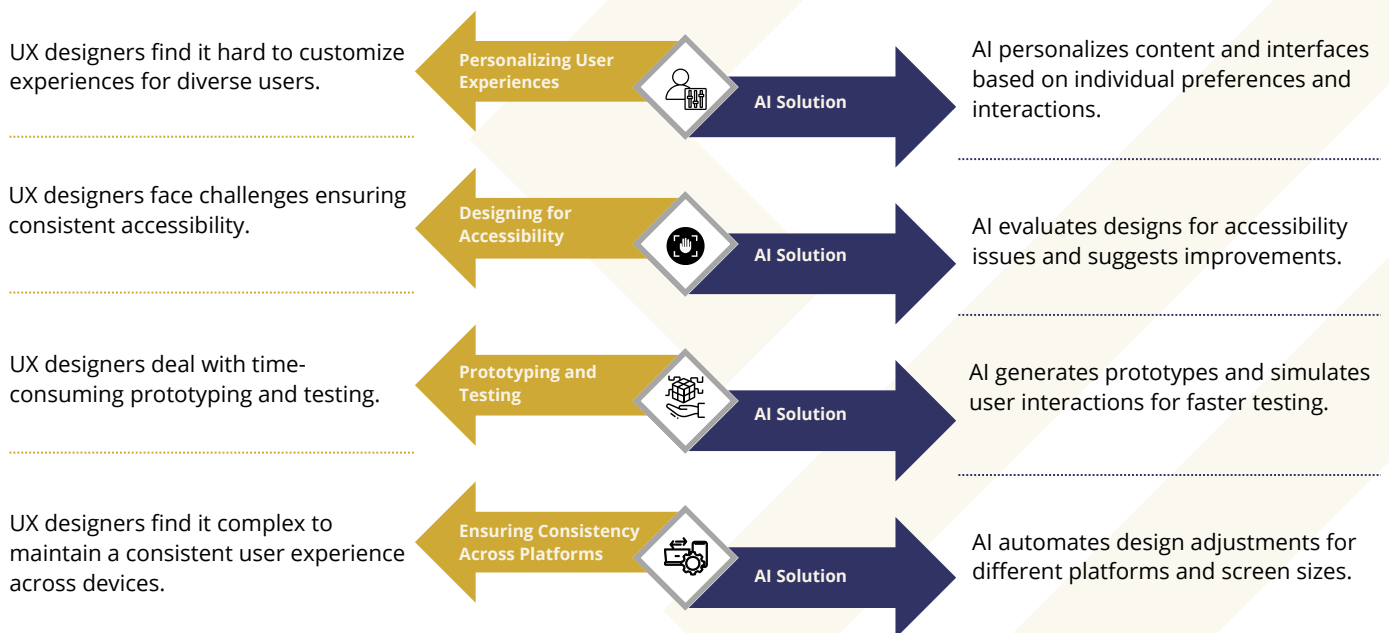 UX designers find it hard to customize
experiences for diverse users.
Personalizing User
Experiences
AI Solution
AI personalizes content and interfaces
based on individual preferences and
interactions.
UX designers face challenges ensuring
consistent accessibility.
Designing for
Accessibility
AI Solution
AI evaluates designs for accessibility
issues and suggests improvements.
UX designers deal with time-
consuming prototyping and testing.
Prototyping and
Testing
AI Solution
AI generates prototypes and simulates
user interactions for faster testing.
UX designers find it complex to
maintain a consistent user experience
across devices.
Ensuring Consistency
Across Platforms
AI Solution
AI automates design adjustments for
different platforms and screen sizes.